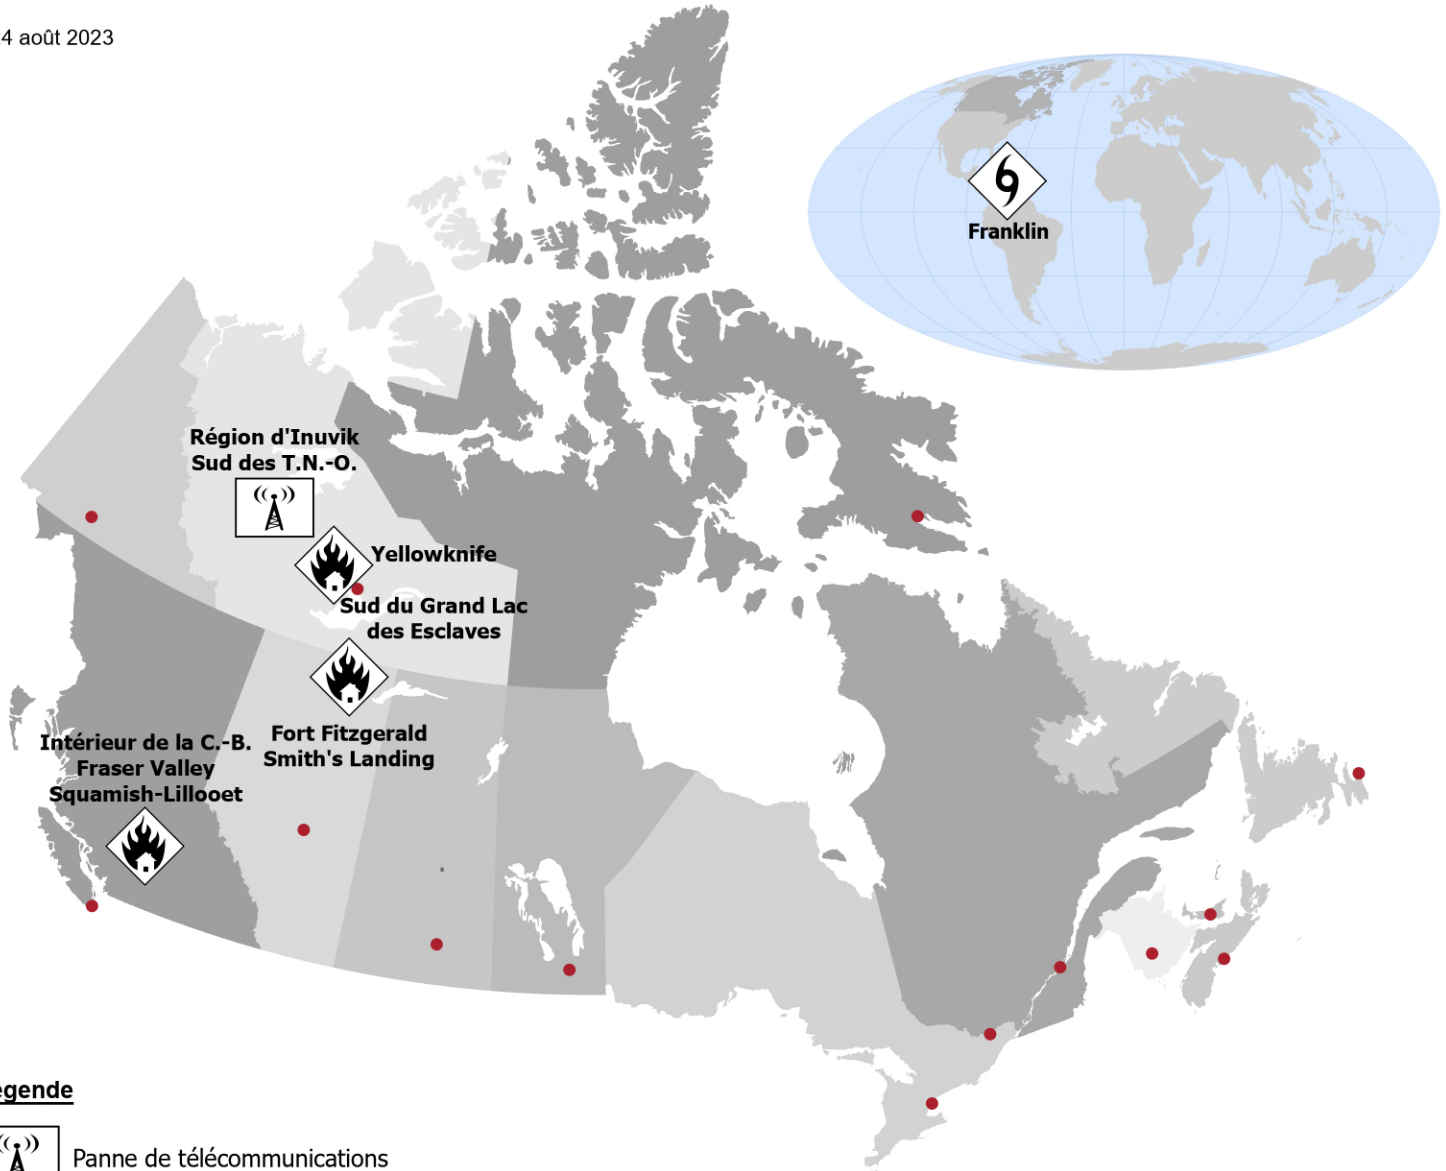 4 août 2023
Franklin
Région d'Inuvik
Sud des T.N.-O.
Yellowknife
Sud du Grand Lac
des Esclaves
Fort Fitzgerald
Smith's Landing
Intérieur de la C.-B.
Fraser Valley
Squamish-Lillooet
égende
Panne de télécommunications